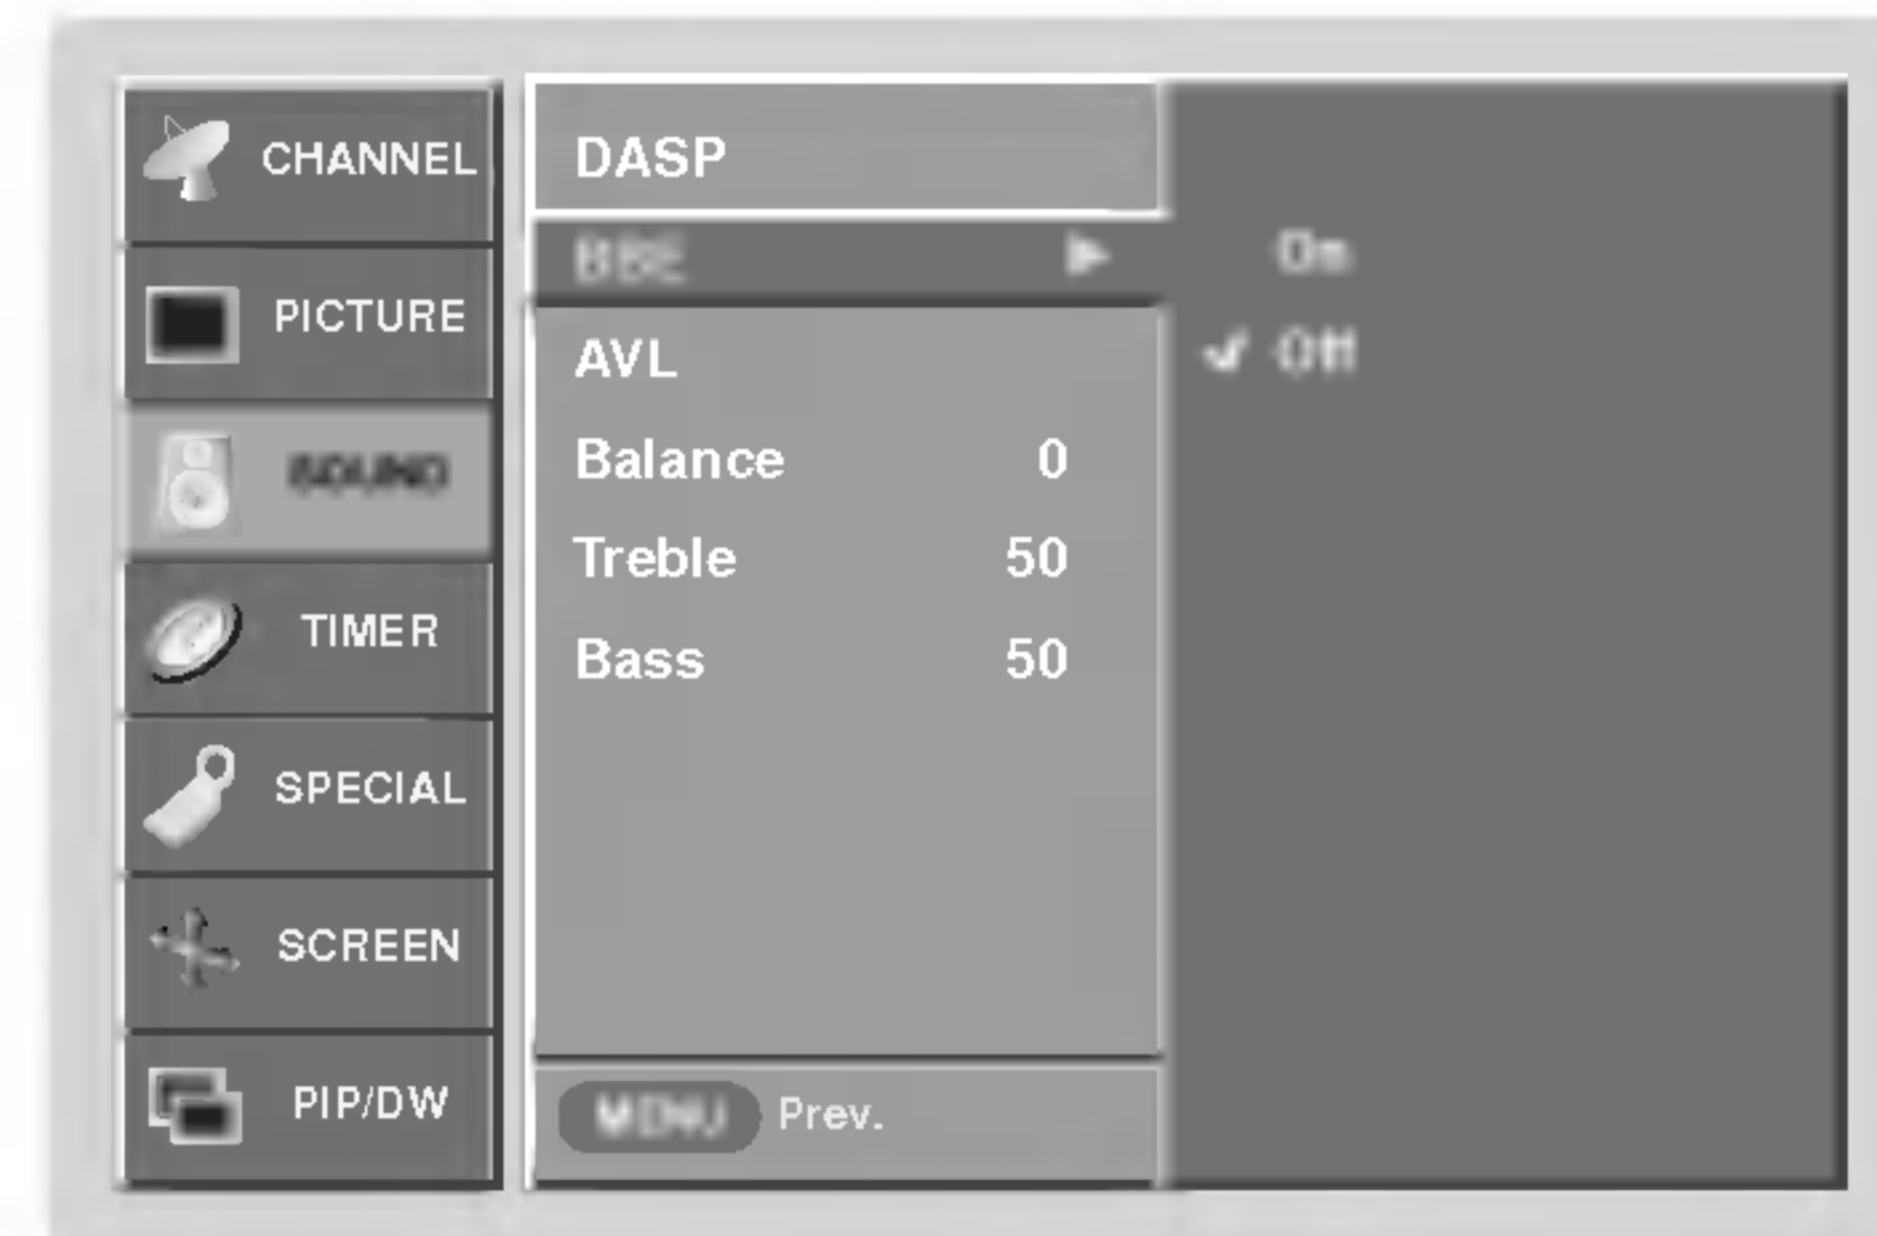 CHANNEL
PICTURE
SOUND
TIMER
SPECIAL
SCREEN
PIP/DW
DASP
BBE
AVL
Balance 0
Treble 50
Bass 50
MENU Prev.
On
Off